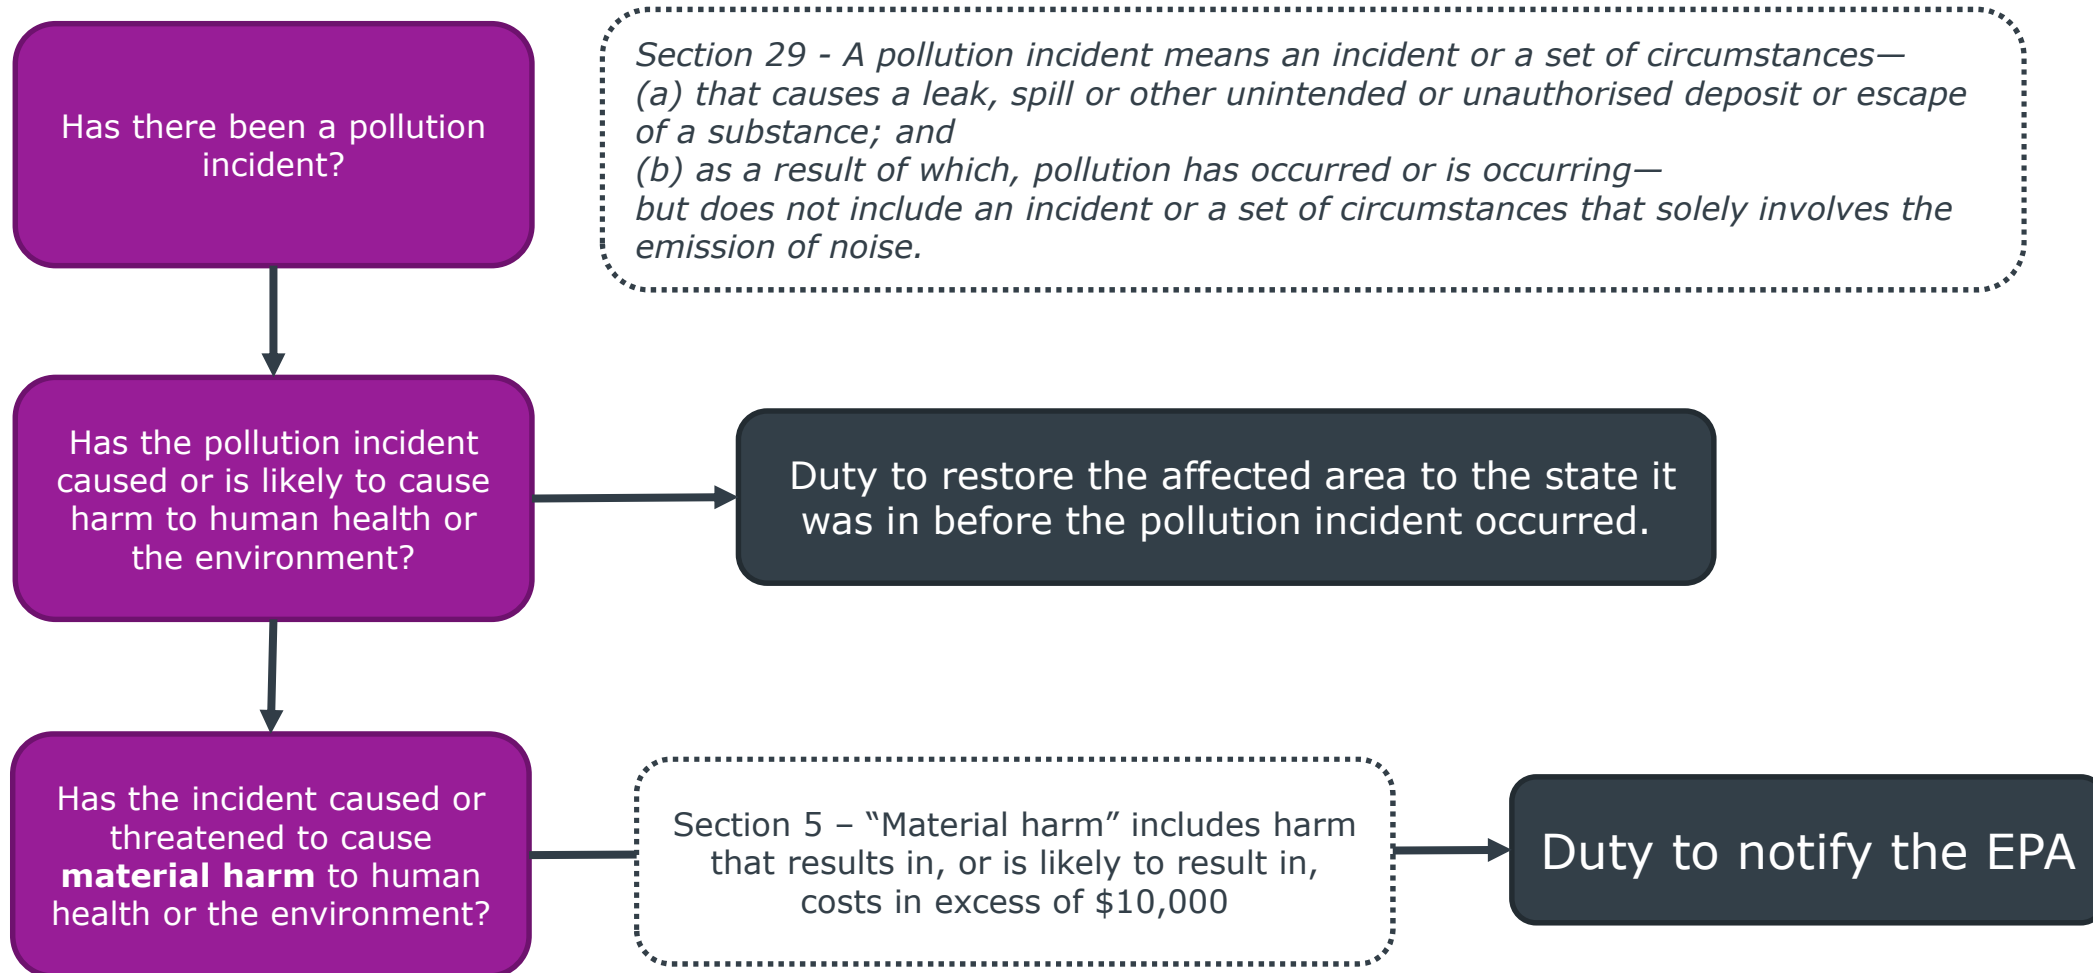 Has there been a pollution
incident?
Section 29 - A pollution incident means an incident or a set of circumstances—
(a) that causes a leak, spill or other unintended or unauthorised deposit or escape
of a substance; and
(b) as a result of which, pollution has occurred or is occurring—
but does not include an incident or a set of circumstances that solely involves the
emission of noise.
Has the pollution incident
caused or is likely to cause
harm to human health or
the environment?
Duty to restore the affected area to the state it
was in before the pollution incident occurred.
Has the incident caused or
threatened to cause
material harm to human
health or the environment?
Section 5 – “Material harm” includes harm
that results in, or is likely to result in,
costs in excess of $10,000
Duty to notify the EPA